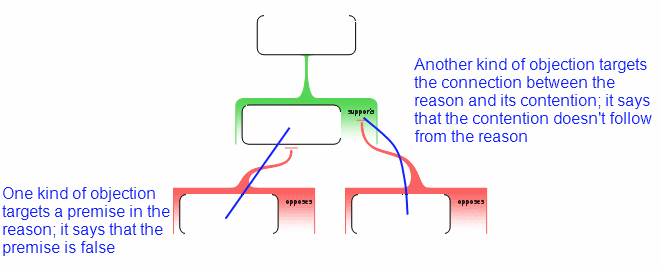 Another kind of objection targets
the connection between the
reason and its contention; it says
that the contention doesn't follow
from the reason
supports
One kind of objection
targets a premise in the
reason; it says that the
premise is false
opposes
opposes